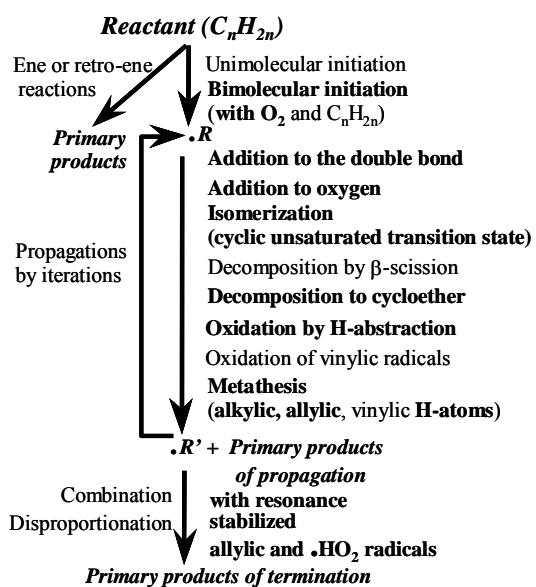 Reactant (CnH2n)
Ene or retro-ene
reactions
Unimolecular initiation
Bimolecular initiation
(with O2 and CnH2n)
Primary
products
.R
Addition to the double bond
Addition to oxygen
Isomerization
(cyclic unsaturated transition state)
Propagations
by iterations
Decomposition by β-scission
Decomposition to cycloether
Oxidation by H-abstraction
Oxidation of vinylic radicals
Metathesis
(alkylic, allylic, vinylic H-atoms)
.R' + Primary products
of propagation
Combination
Disproportionation
with resonance
stabilized
allylic and .HO2 radicals
Primary products of termination